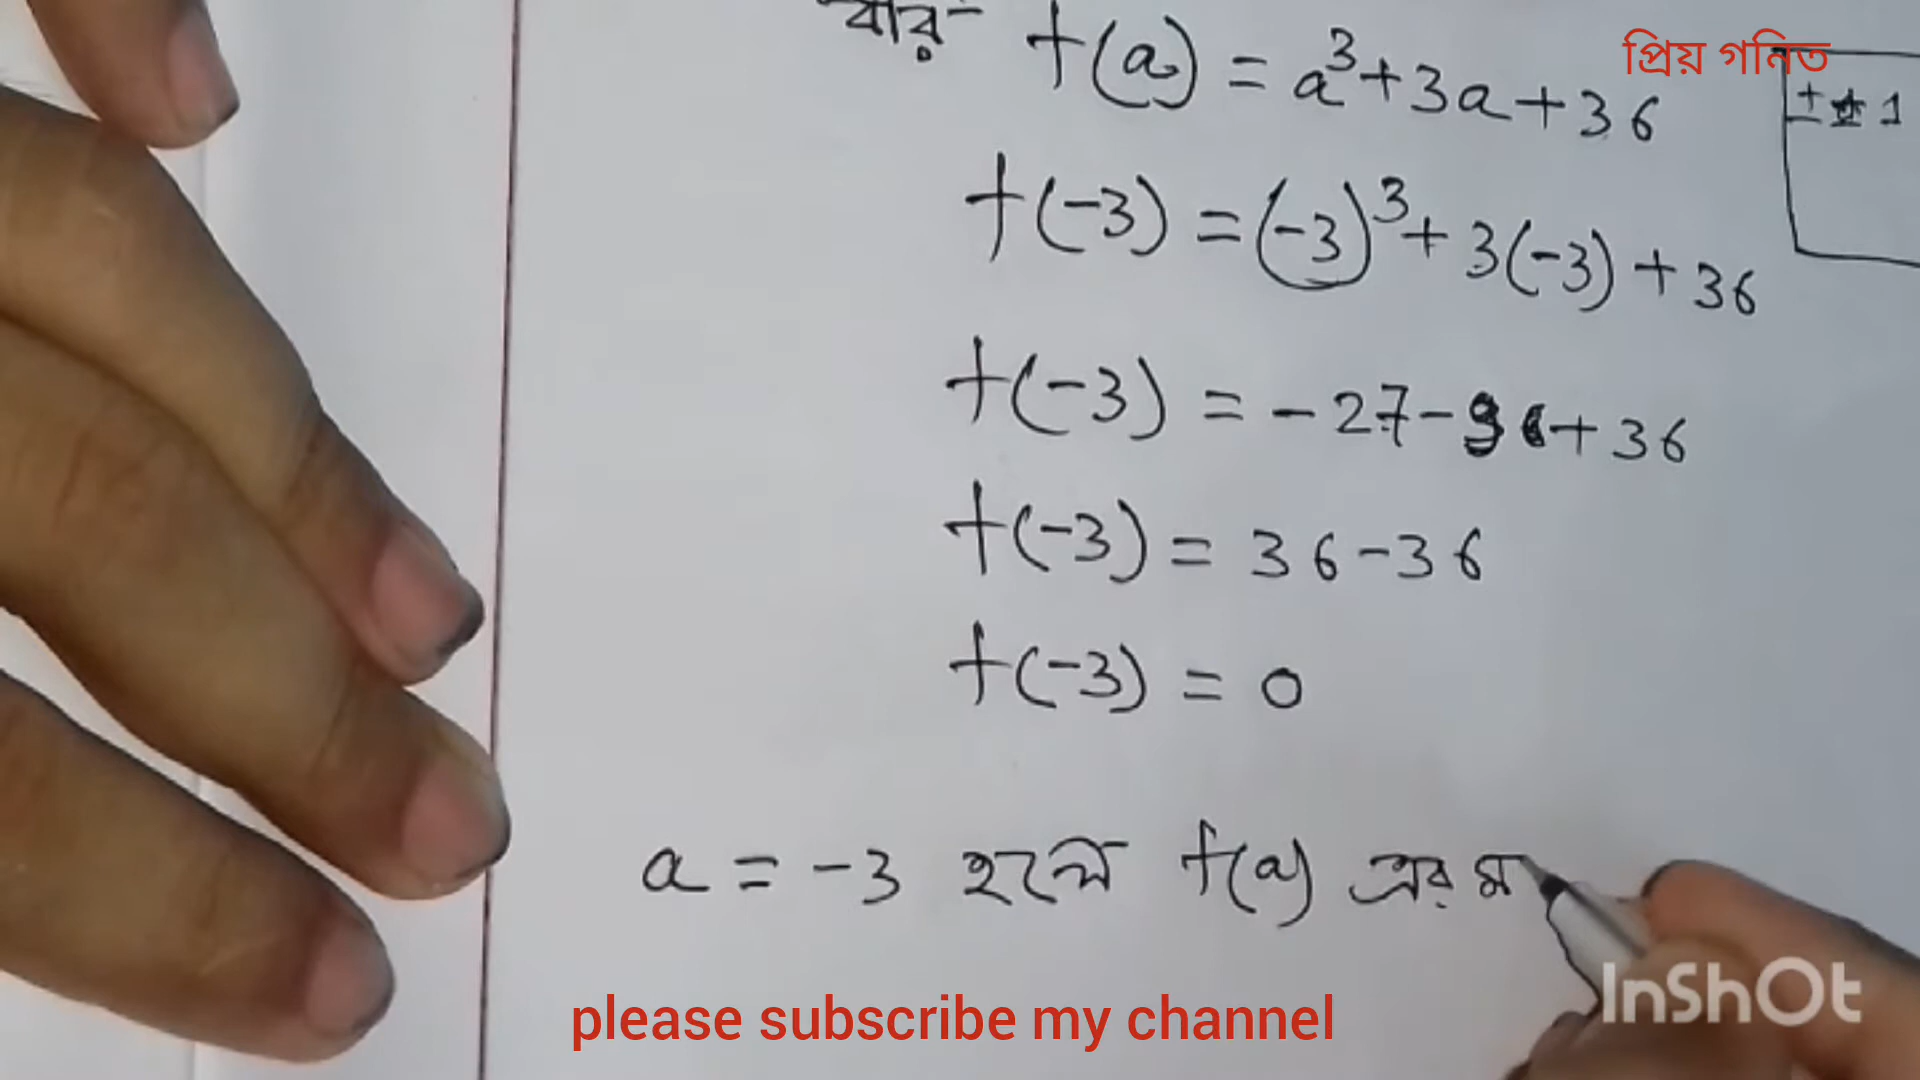 প্রিয় গনিত
f(a) = a³+3a+36
±1
f(-3) = (-3)³+3(-3)+36
f(-3) = -27-9+36
f(-3) = 36-36
f(-3) = 0
a = -3 হলে f(a) এর
please subscribe my channel
InShOt